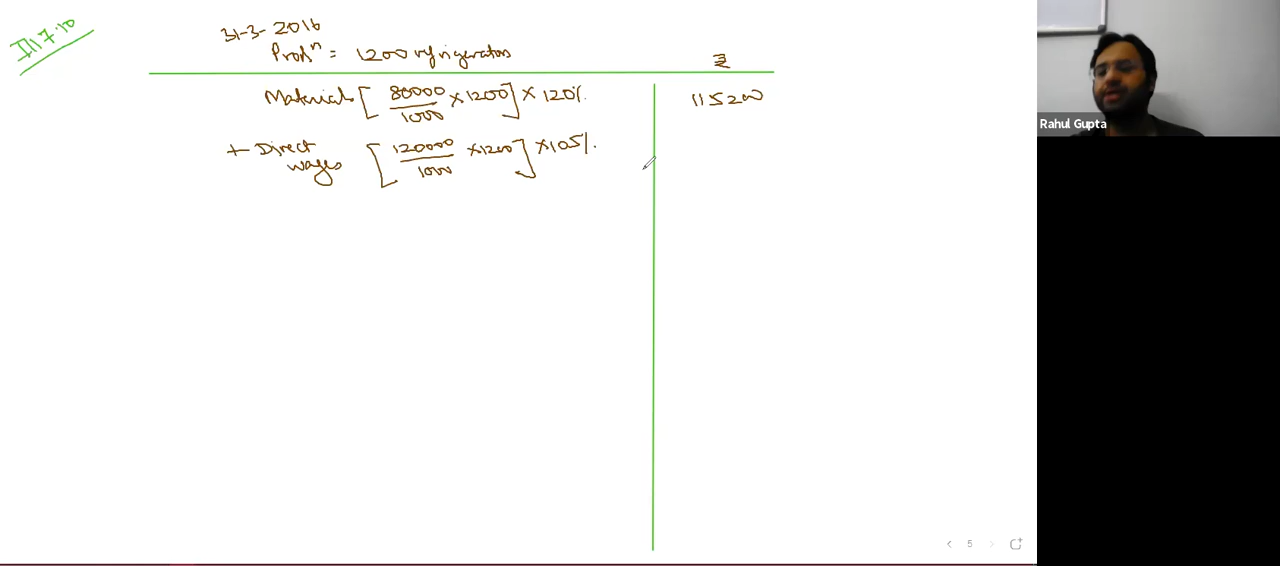 Ill 7.10
31-3-2016
Prodⁿ = 1200 refrigerators
₹
Materials [ 80000/1000 × 1200 ] × 120%. 115200
+ Direct wages [ 120000/1000 × 1200 ] × 105%.
Rahul Gupta
5